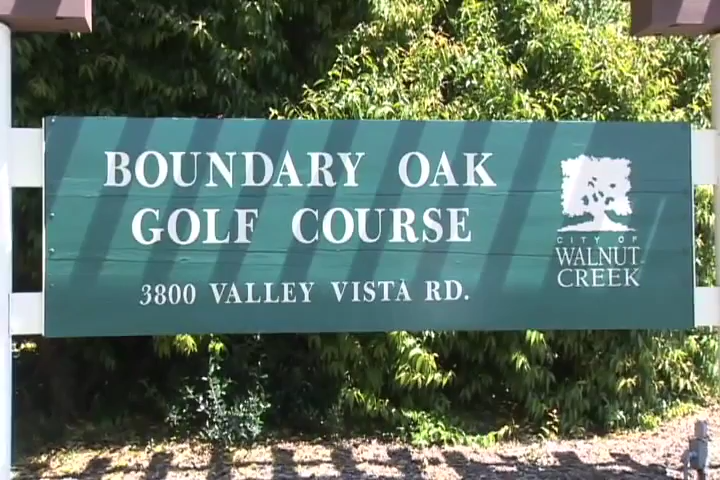 BOUNDARY OAK
GOLF COURSE
3800 VALLEY VISTA RD.
CITY OF
WALNUT
CREEK